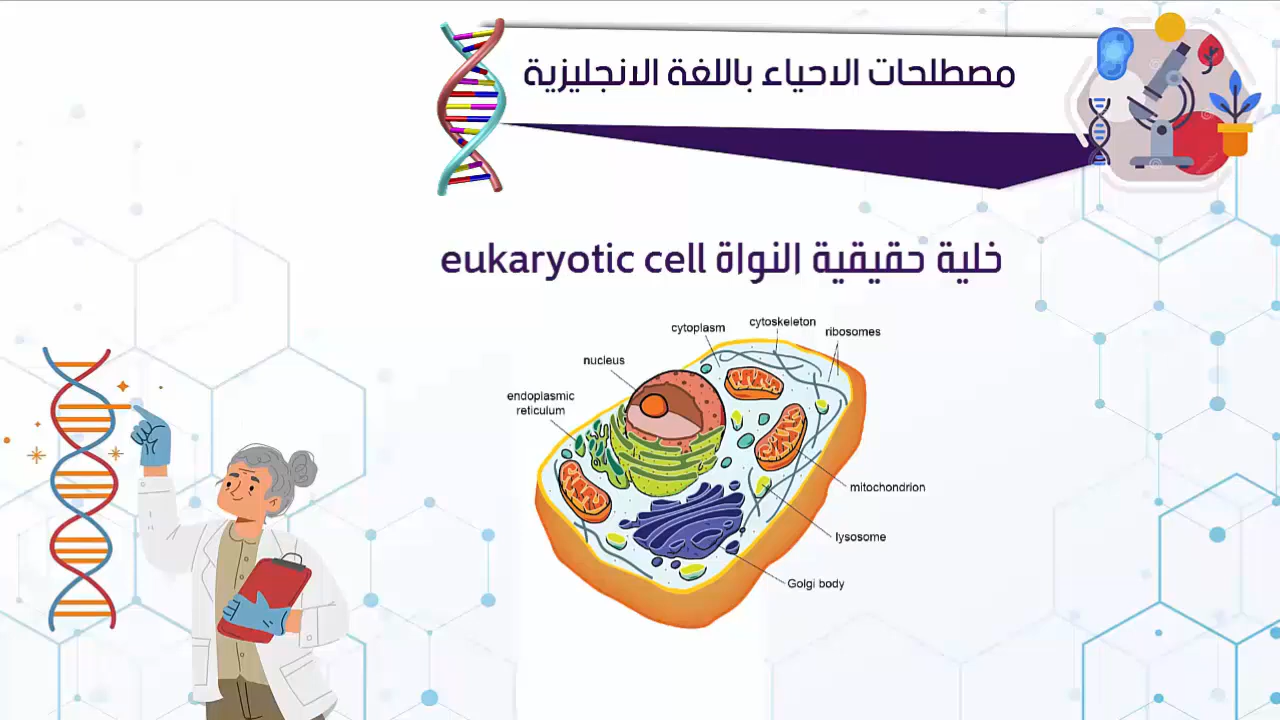 مصطلحات الاحياء باللغة الانجليزية
خلية حقيقية النواة eukaryotic cell
cytoskeleton
cytoplasm
ribosomes
nucleus
endoplasmic
reticulum
mitochondrion
lysosome
Golgi body